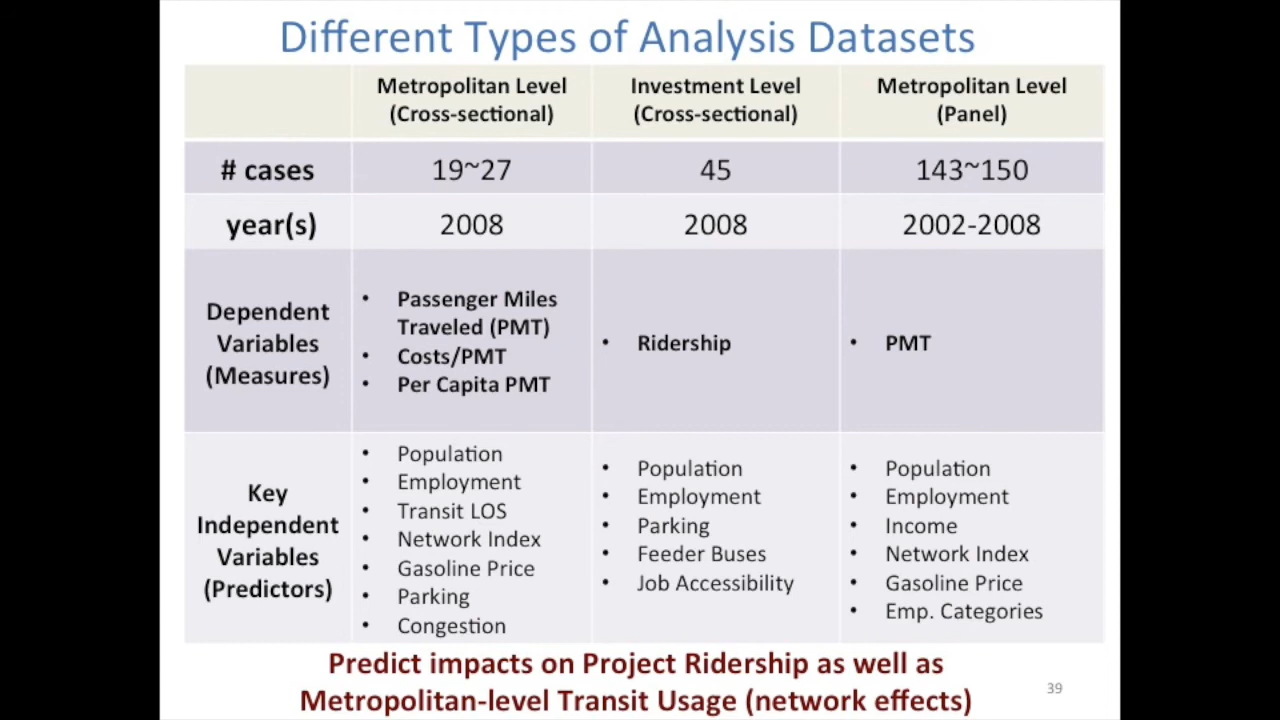 Different Types of Analysis Datasets
Metropolitan Level
(Cross-sectional)
Investment Level
(Cross-sectional)
Metropolitan Level
(Panel)
# cases
19~27
45
143~150
year(s)
2008
2008
2002-2008
Dependent
Variables
(Measures)
• Passenger Miles
Traveled (PMT)
• Costs/PMT
• Per Capita PMT
• Ridership
• PMT
Key
Independent
Variables
(Predictors)
• Population
• Employment
• Transit LOS
• Network Index
• Gasoline Price
• Parking
• Congestion
• Population
• Employment
• Parking
• Feeder Buses
• Job Accessibility
• Population
• Employment
• Income
• Network Index
• Gasoline Price
• Emp. Categories
Predict impacts on Project Ridership as well as
Metropolitan-level Transit Usage (network effects)
39